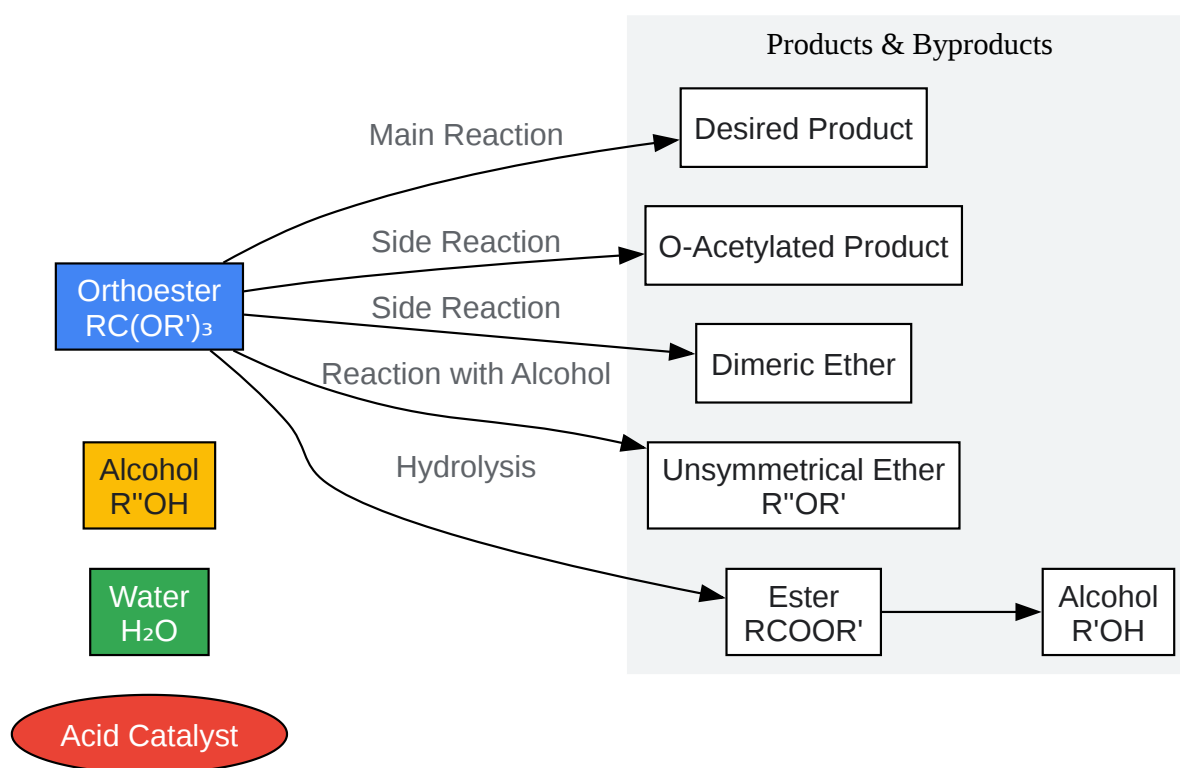 Products & Byproducts
Main Reaction
Desired Product
Side Reaction
O-Acetylated Product
Orthoester
RC(OR')₃
Side Reaction
Dimeric Ether
Reaction with Alcohol
Alcohol
R''OH
Hydrolysis
Unsymmetrical Ether
R''OR'
Water
H₂O
Ester
RCOOR'
Alcohol
R'OH
Acid Catalyst